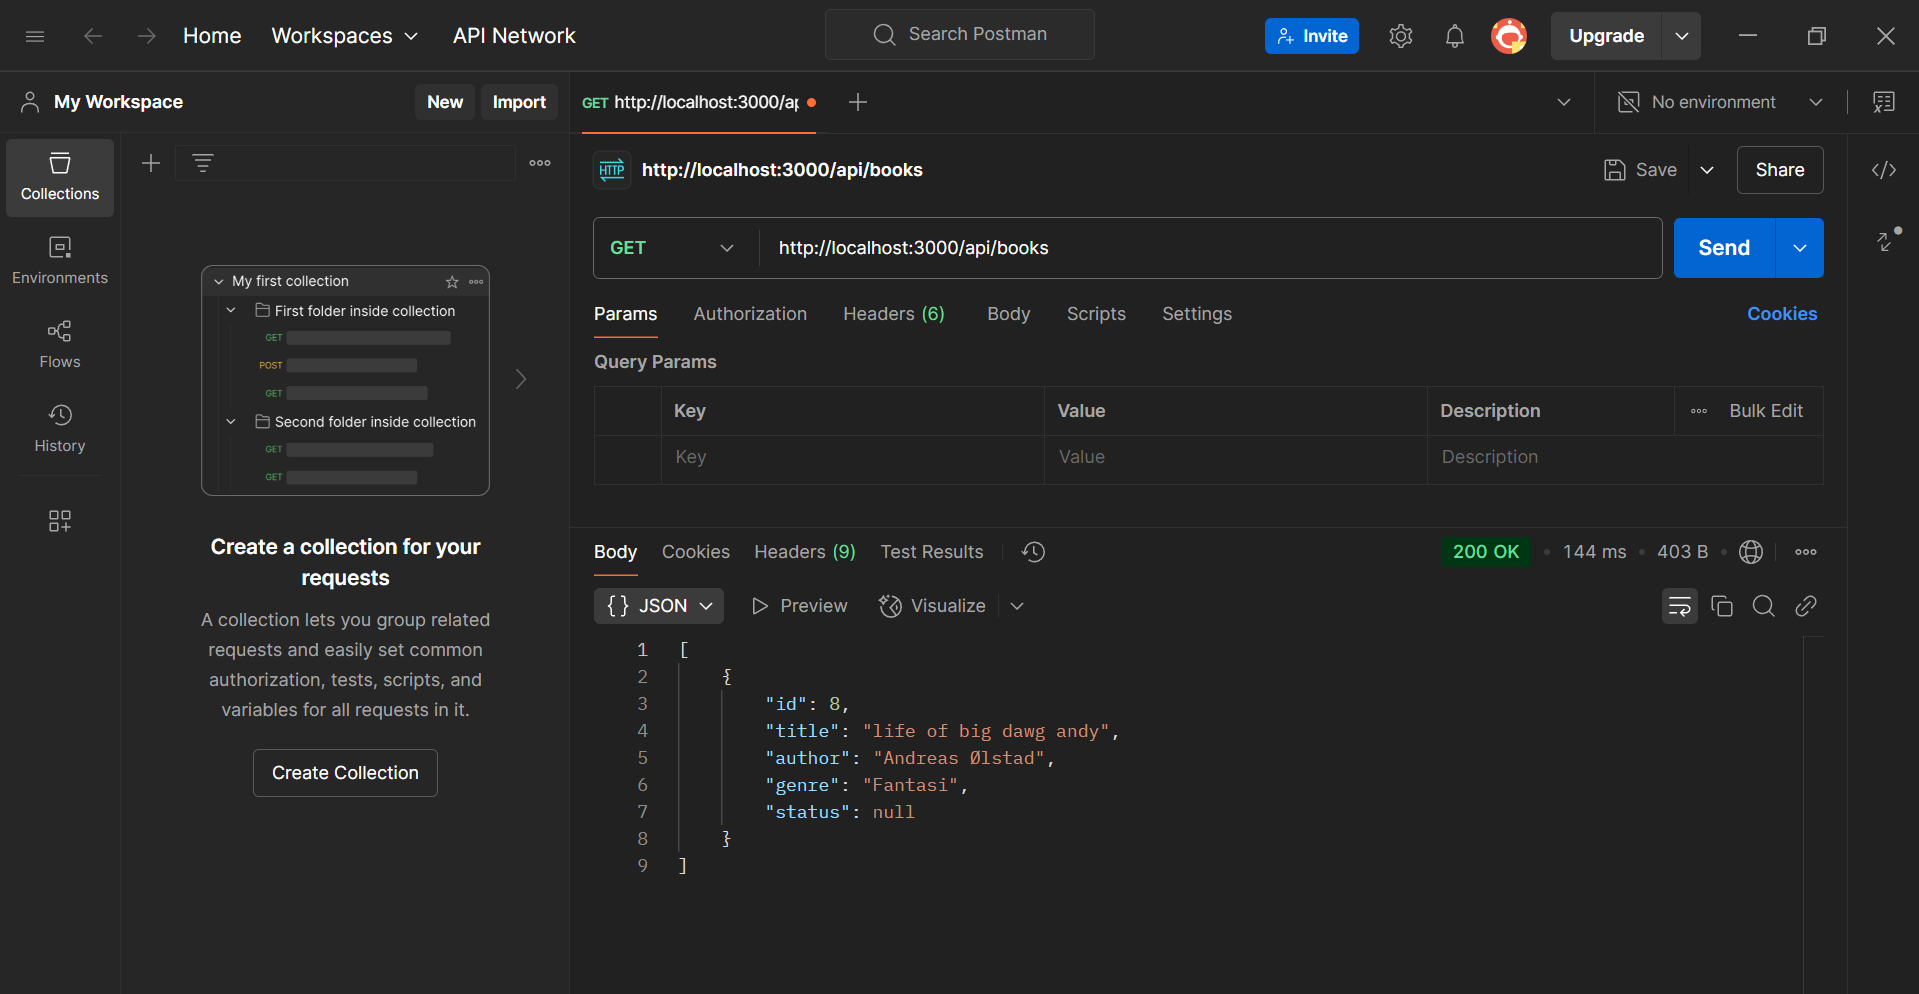 Home Workspaces API Network Search Postman Invite Upgrade
My Workspace New Import GET http://localhost:3000/ap No environment
Collections
Environments
Flows
History
My first collection
First folder inside collection
GET
POST
GET
Second folder inside collection
GET
GET
Create a collection for your
requests
A collection lets you group related
requests and easily set common
authorization, tests, scripts, and
variables for all requests in it.
Create Collection
HTTP http://localhost:3000/api/books Save Share
GET http://localhost:3000/api/books Send
Params Authorization Headers (6) Body Scripts Settings Cookies
Query Params
Key Value Description Bulk Edit
Key Value Description
Body Cookies Headers (9) Test Results 200 OK • 144 ms • 403 B •
{} JSON Preview Visualize
1 [
2 {
3 "id": 8,
4 "title": "life of big dawg andy",
5 "author": "Andreas Ølstad",
6 "genre": "Fantasi",
7 "status": null
8 }
9 ]